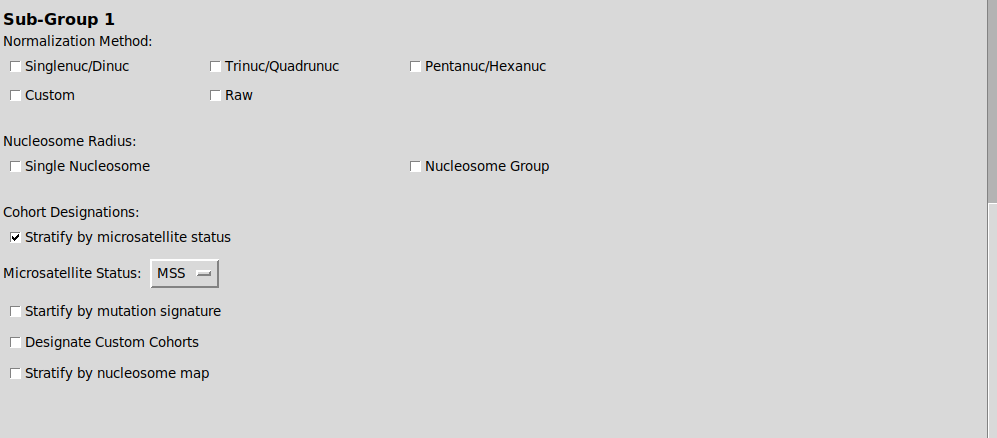 Sub-Group 1
Normalization Method:
Singlenuc/Dinuc Trinuc/Quadrunuc Pentanuc/Hexanuc
Custom Raw
Nucleosome Radius:
Single Nucleosome Nucleosome Group
Cohort Designations:
Stratify by microsatellite status
Microsatellite Status: MSS
Startify by mutation signature
Designate Custom Cohorts
Stratify by nucleosome map